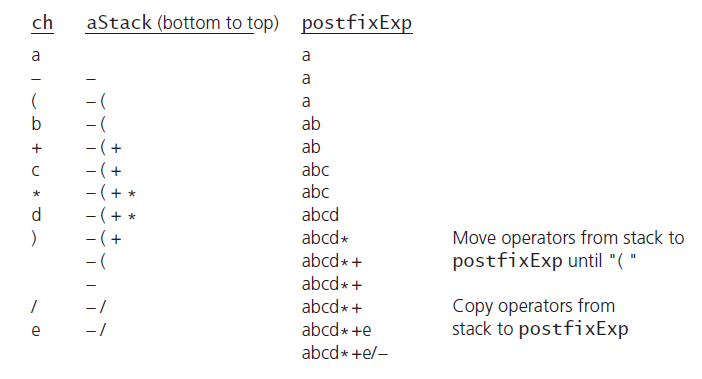 ch aStack (bottom to top) postfixExp
a a
– – a
( – ( a
b – ( ab
+ – ( + ab
c – ( + abc
* – ( + * abc
d – ( + * abcd
) – ( + abcd* Move operators from stack to
– ( abcd*+ postfixExp until "( "
– abcd*+
/ – / abcd*+ Copy operators from
e – / abcd*+e stack to postfixExp
abcd*+e/–